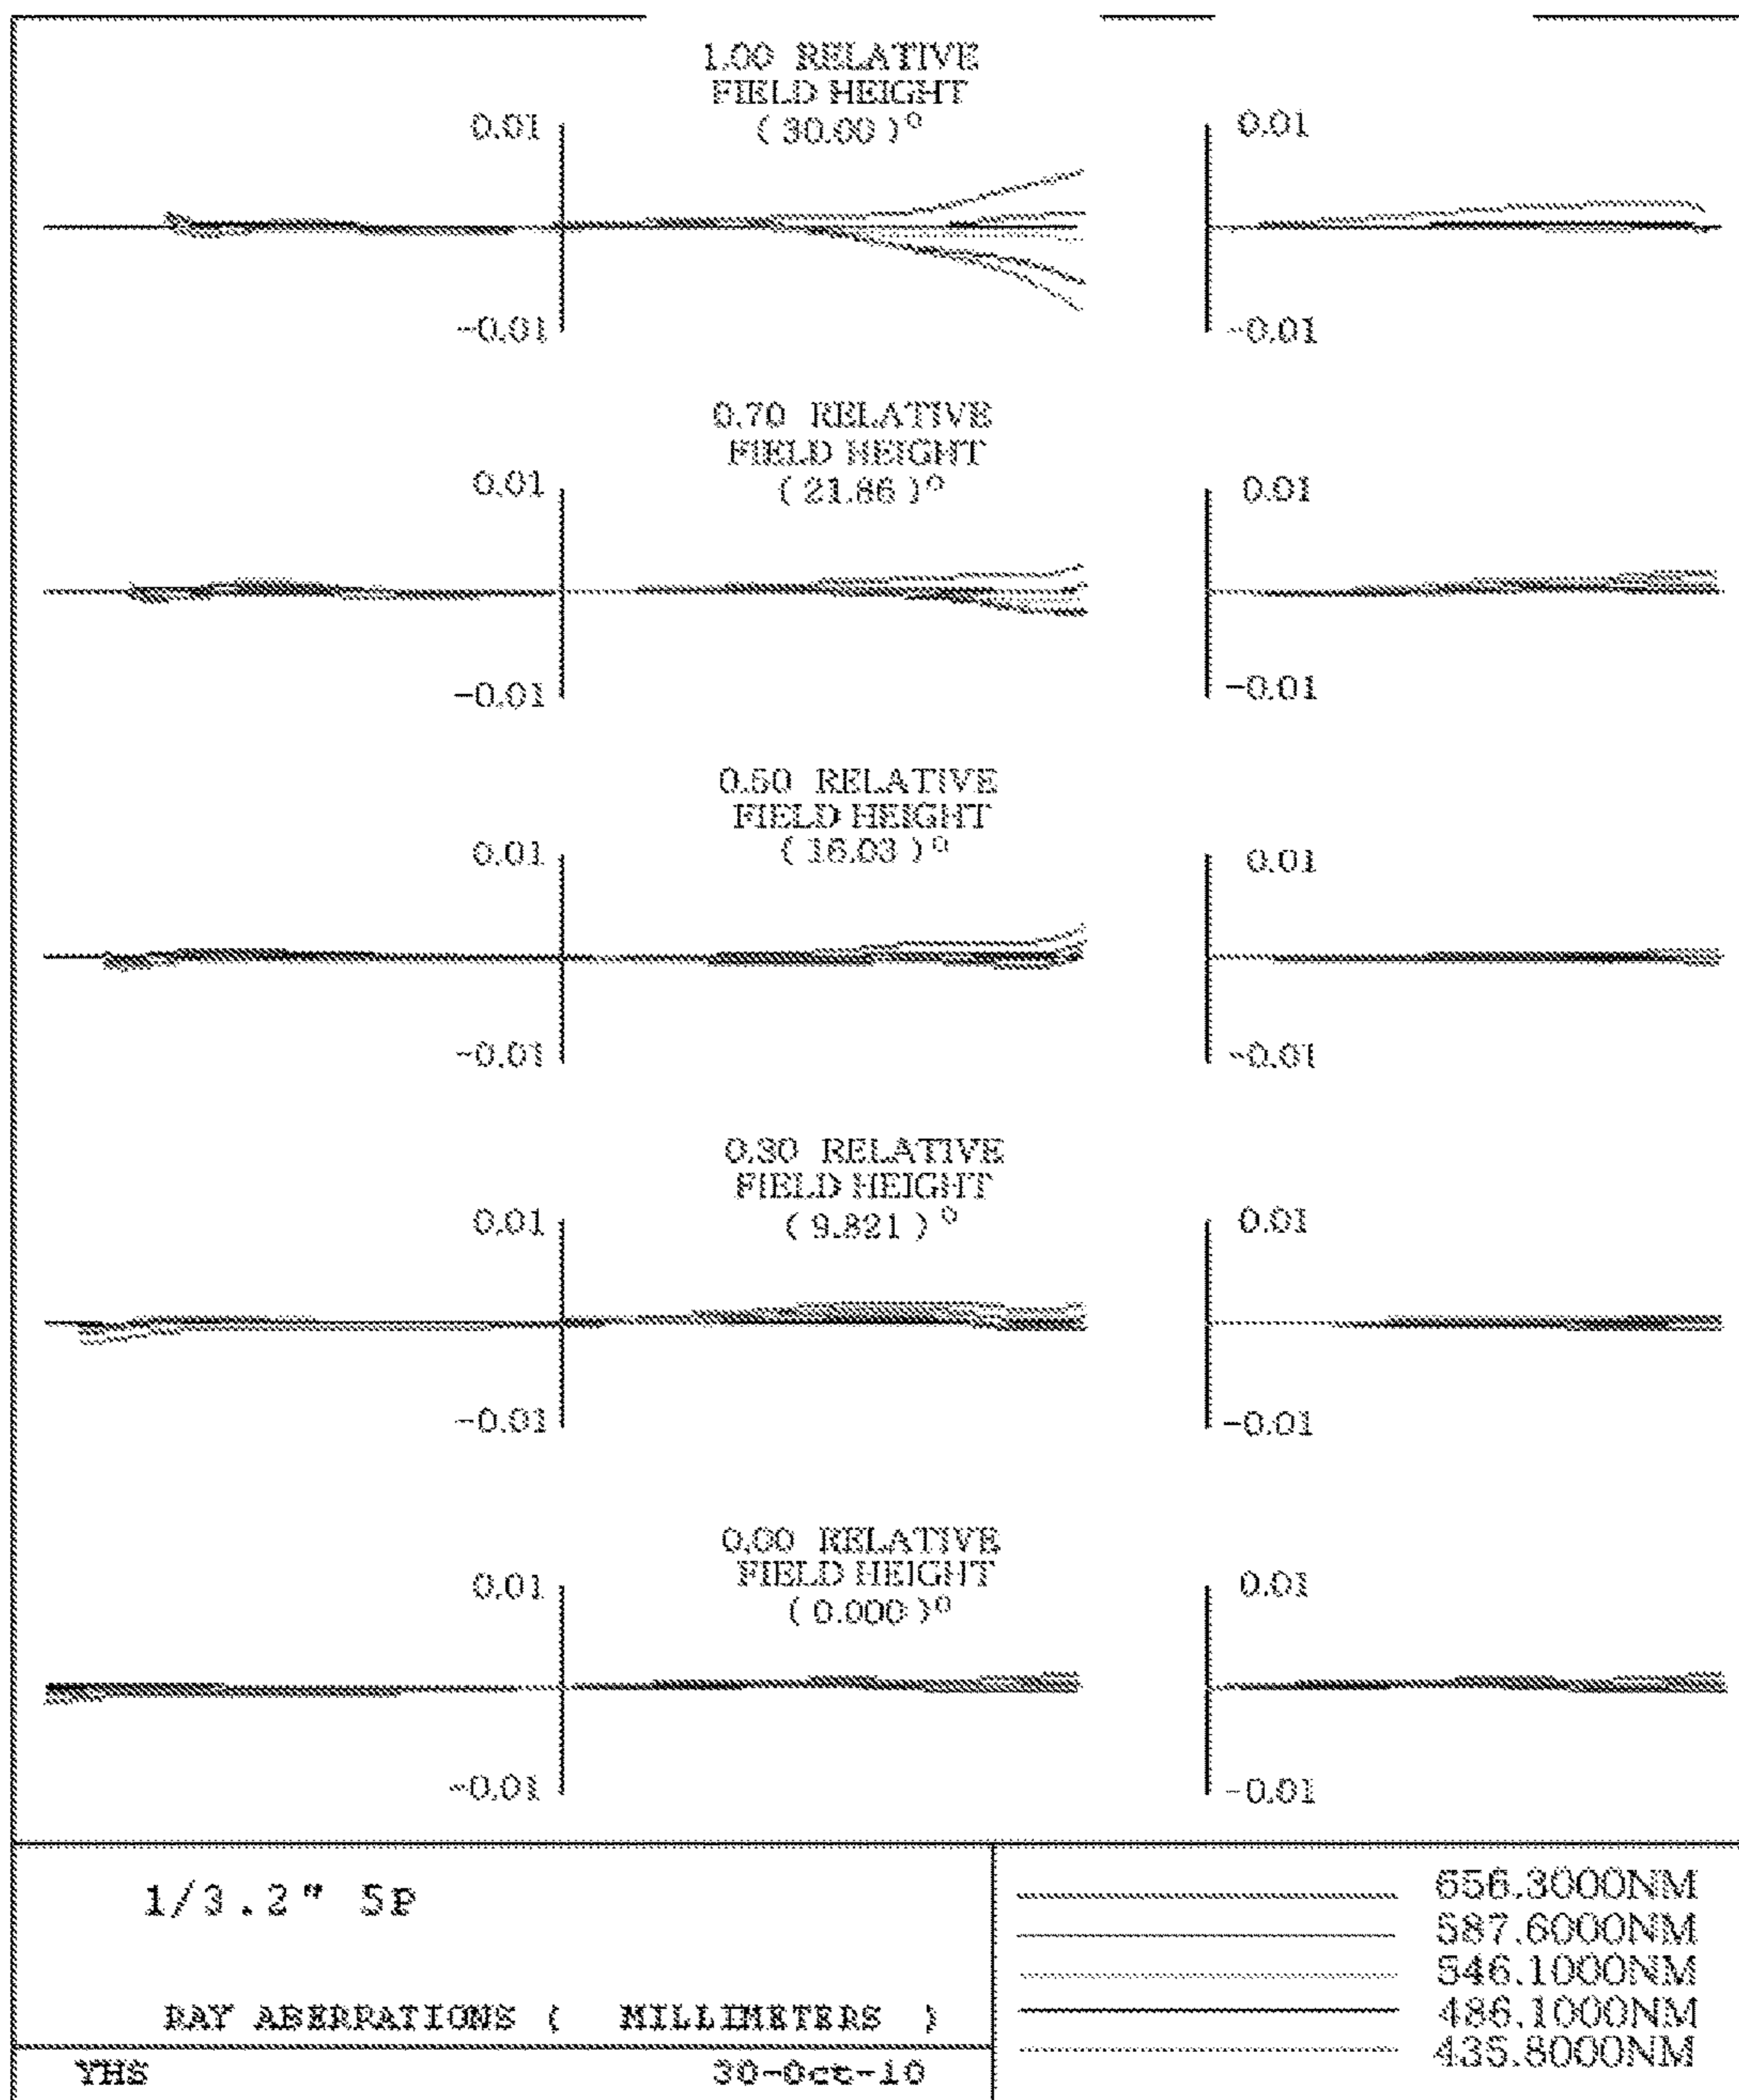 1.00 RELATIVE
FIELD HEIGHT
( 30.00 )°
0.01
0.01
-0.01
-0.01
0.70 RELATIVE
FIELD HEIGHT
( 21.86 )°
0.01
0.01
-0.01
-0.01
0.50 RELATIVE
FIELD HEIGHT
( 16.03 )°
0.01
0.01
-0.01
-0.01
0.30 RELATIVE
FIELD HEIGHT
( 9.821 )°
0.01
0.01
-0.01
-0.01
0.00 RELATIVE
FIELD HEIGHT
( 0.000 )°
0.01
0.01
-0.01
-0.01
1/3.2" 5P
RAY ABERRATIONS ( MILLIMETERS )
YHS 30-Oct-10
656.3000NM
587.6000NM
546.1000NM
486.1000NM
435.8000NM